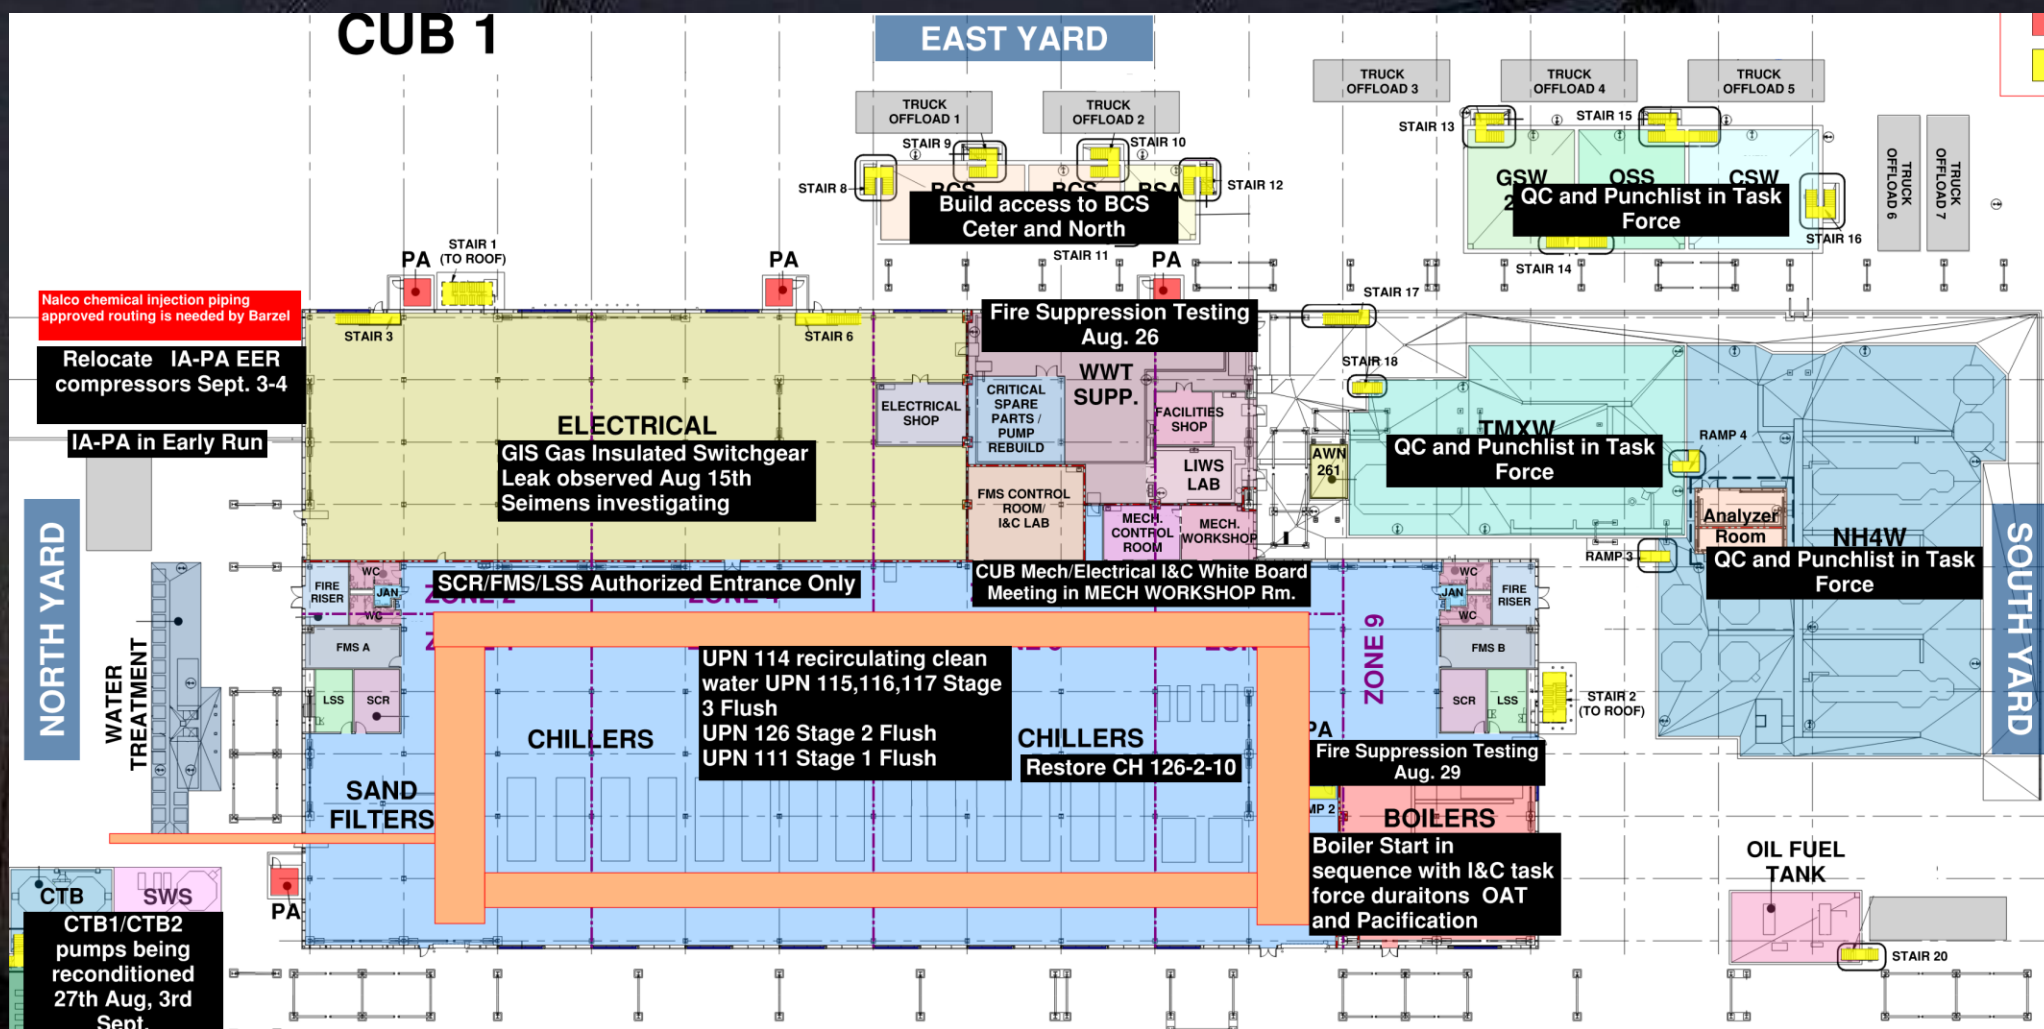 CUB 1
EAST YARD
TRUCK
OFFLOAD 1
TRUCK
OFFLOAD 2
TRUCK
OFFLOAD 3
TRUCK
OFFLOAD 4
TRUCK
OFFLOAD 5
TRUCK
OFFLOAD 6
TRUCK
OFFLOAD 7
STAIR 8
STAIR 9
STAIR 10
STAIR 12
STAIR 13
STAIR 15
STAIR 16
BCS
BCS
BSA
Build access to BCS
Ceter and North
STAIR 11
GSW
OSS
CSW
QC and Punchlist in Task
Force
STAIR 14
STAIR 1
(TO ROOF)
PA
PA
PA
Nalco chemical injection piping
approved routing is needed by Barzel
Relocate IA-PA EER
compressors Sept. 3-4
IA-PA in Early Run
STAIR 3
STAIR 6
Fire Suppression Testing
Aug. 26
STAIR 17
STAIR 18
WWT
SUPP.
ELECTRICAL
SHOP
CRITICAL
SPARE
PARTS /
PUMP
REBUILD
FACILITIES
SHOP
LIWS
LAB
ELECTRICAL
GIS Gas Insulated Switchgear
Leak observed Aug 15th
Seimens investigating
FMS CONTROL
ROOM/
I&C LAB
MECH.
CONTROL
ROOM
MECH.
WORKSHOP
AWN
261
TMXW
QC and Punchlist in Task
Force
RAMP 4
Analyzer
Room
RAMP 3
NH4W
QC and Punchlist in Task
Force
NORTH YARD
SOUTH YARD
WATER
TREATMENT
FIRE
RISER
WC
JAN
WC
FMS A
LSS
SCR
SCR/FMS/LSS Authorized Entrance Only
CUB Mech/Electrical I&C White Board
Meeting in MECH WORKSHOP Rm.
ZONE 9
WC
JAN
WC
FIRE
RISER
FMS B
SCR
LSS
STAIR 2
(TO ROOF)
UPN 114 recirculating clean
water UPN 115,116,117 Stage
3 Flush
UPN 126 Stage 2 Flush
UPN 111 Stage 1 Flush
CHILLERS
CHILLERS
Restore CH 126-2-10
PA
Fire Suppression Testing
Aug. 29
SAND
FILTERS
MP 2
BOILERS
Boiler Start in
sequence with I&C task
force duraitons OAT
and Pacification
OIL FUEL
TANK
STAIR 20
PA
CTB
SWS
CTB1/CTB2
pumps being
reconditioned
27th Aug, 3rd
Sept.